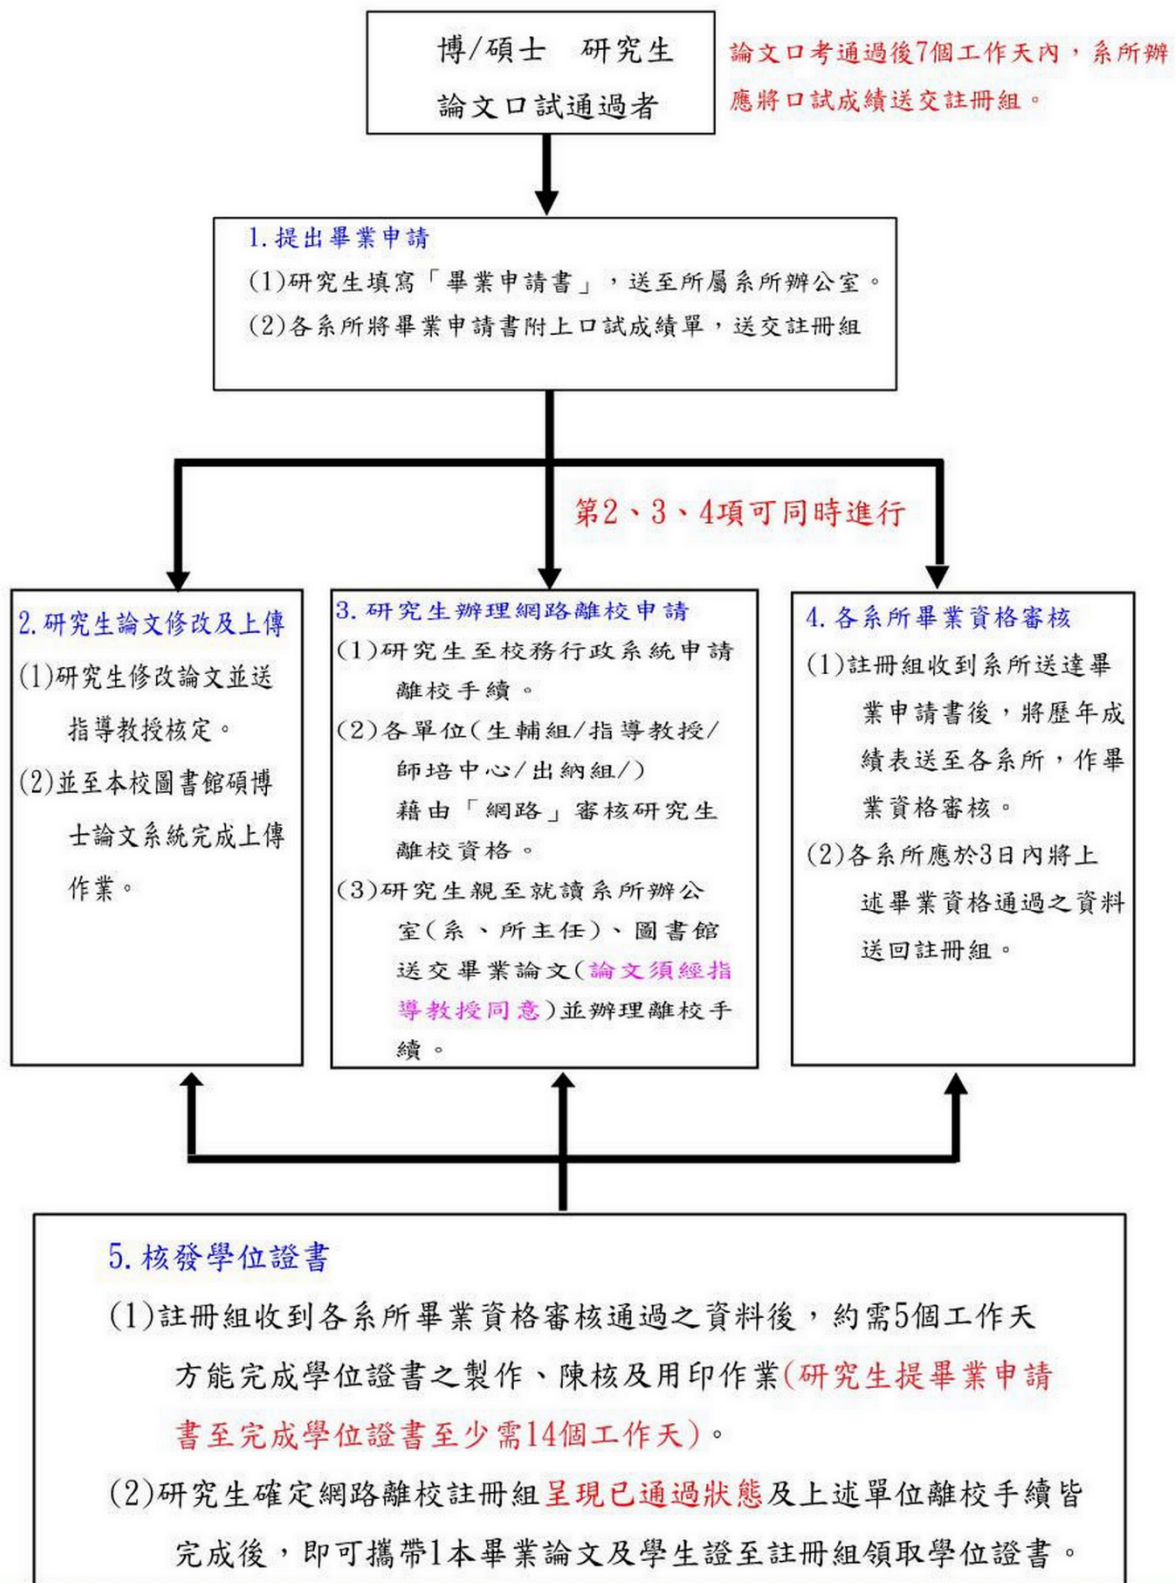 博/碩士　研究生
論文口試通過者
論文口考通過後7個工作天內，系所辦
應將口試成績送交註冊組。
1.提出畢業申請
(1)研究生填寫「畢業申請書」，送至所屬系所辦公室。
(2)各系所將畢業申請書附上口試成績單，送交註冊組
第2、3、4項可同時進行
2.研究生論文修改及上傳
(1)研究生修改論文並送
指導教授核定。
(2)並至本校圖書館碩博
士論文系統完成上傳
作業。
3.研究生辦理網路離校申請
(1)研究生至校務行政系統申請
離校手續。
(2)各單位(生輔組/指導教授/
師培中心/出納組/)
藉由「網路」審核研究生
離校資格。
(3)研究生親至就讀系所辦公
室(系、所主任)、圖書館
送交畢業論文(論文須經指
導教授同意)並辦理離校手
續。
4.各系所畢業資格審核
(1)註冊組收到系所送達畢
業申請書後，將歷年成
績表送至各系所，作畢
業資格審核。
(2)各系所應於3日內將上
述畢業資格通過之資料
送回註冊組。
5.核發學位證書
(1)註冊組收到各系所畢業資格審核通過之資料後，約需5個工作天
方能完成學位證書之製作、陳核及用印作業(研究生提畢業申請
書至完成學位證書至少需14個工作天)。
(2)研究生確定網路離校註冊組呈現已通過狀態及上述單位離校手續皆
完成後，即可攜帶1本畢業論文及學生證至註冊組領取學位證書。